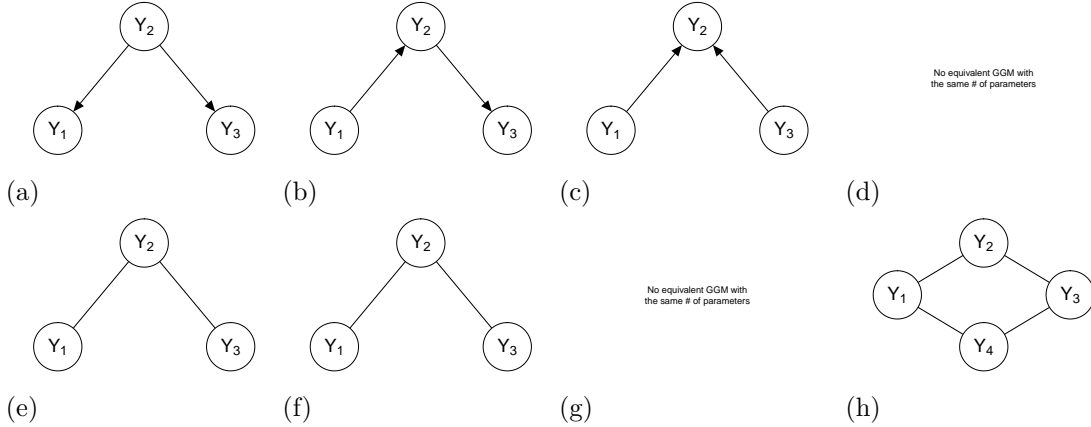 Y2
Y1
Y3
(a)
Y2
Y1
Y3
(b)
Y2
Y1
Y3
(c)
No equivalent GGM with
the same # of parameters
(d)
Y2
Y1
Y3
(e)
Y2
Y1
Y3
(f)
No equivalent GGM with
the same # of parameters
(g)
Y2
Y1
Y3
Y4
(h)